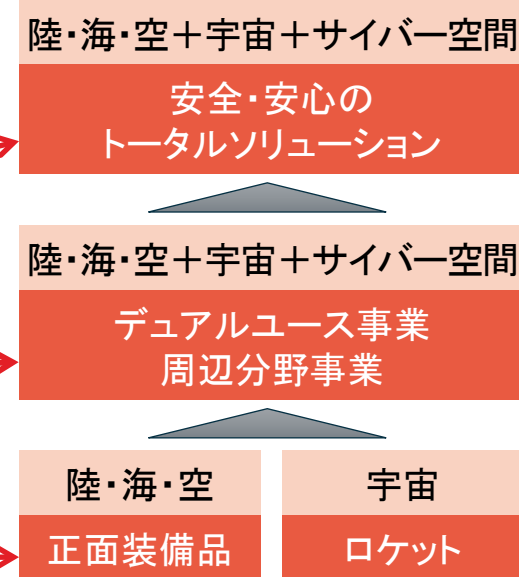 陸・海・空＋宇宙＋サイバー空間
安全・安心の
トータルソリューション
陸・海・空＋宇宙＋サイバー空間
デュアルユース事業
周辺分野事業
陸・海・空
宇宙
正面装備品
ロケット